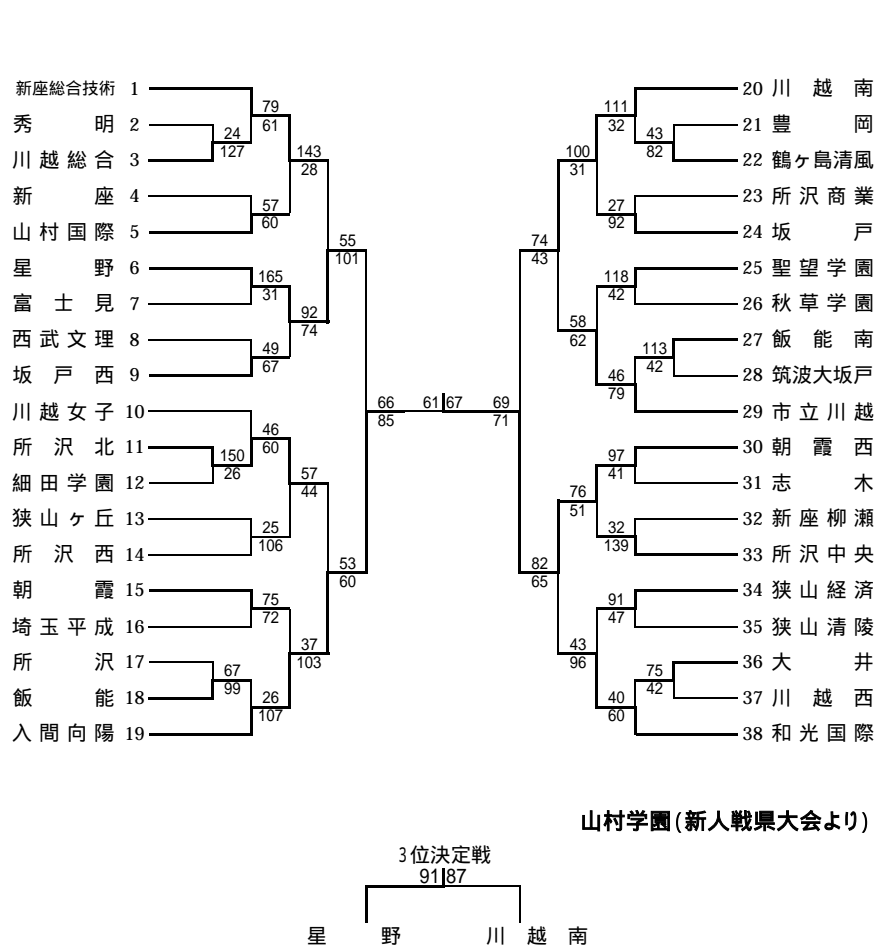 新座総合技術 1
秀明 2
川越総合 3
新座 4
山村国際 5
星野 6
富士見 7
西武文理 8
坂戸西 9
川越女子 10
所沢北 11
細田学園 12
狭山ヶ丘 13
所沢西 14
朝霞 15
埼玉平成 16
所沢 17
飯能 18
入間向陽 19
79
61
24
127
143
28
57
60
55
101
165
31
92
74
49
67
66
85
46
60
150
26
57
44
25
106
53
60
75
72
37
103
67
99
26
107
61 67
69
71
111
32
43
82
100
31
27
92
74
43
118
42
58
62
113
42
46
79
97
41
76
51
32
139
82
65
91
47
43
96
75
42
40
60
20 川越南
21 豊岡
22 鶴ヶ島清風
23 所沢商業
24 坂戸
25 聖望学園
26 秋草学園
27 飯能南
28 筑波大坂戸
29 市立川越
30 朝霞西
31 志木
32 新座柳瀬
33 所沢中央
34 狭山経済
35 狭山清陵
36 大井
37 川越西
38 和光国際
山村学園(新人戦県大会より)
3位決定戦
91 87
星野 川越南